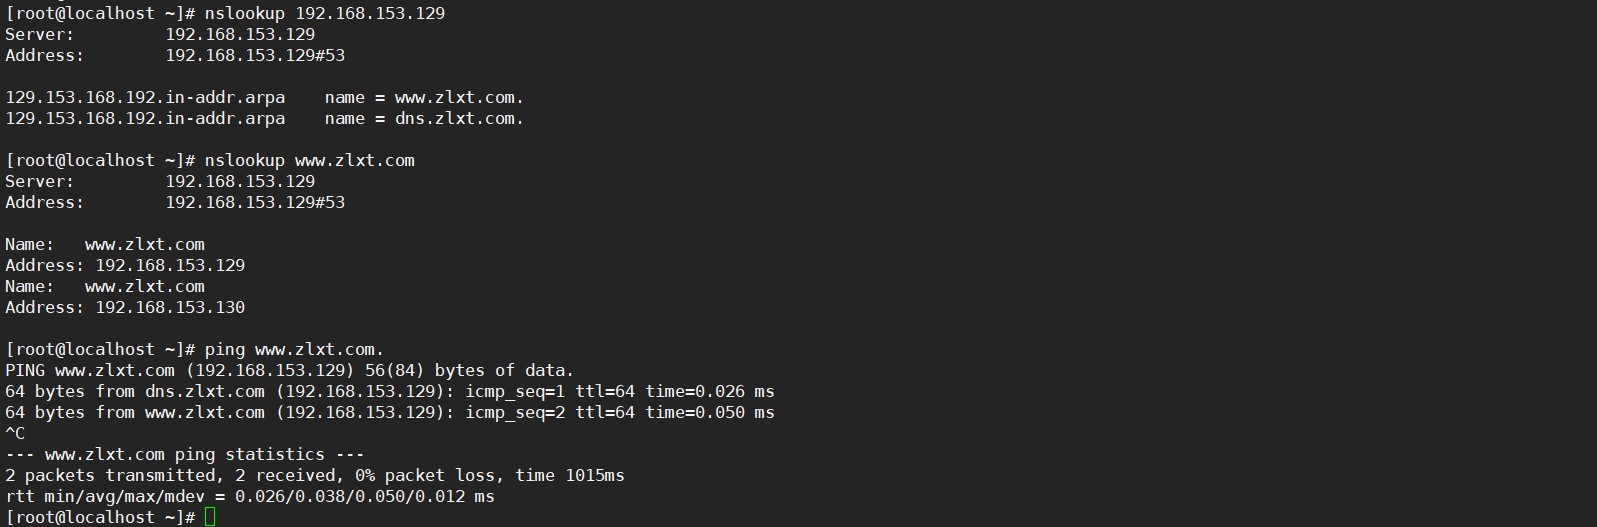 [root@localhost ~]# nslookup 192.168.153.129
Server:         192.168.153.129
Address:        192.168.153.129#53

129.153.168.192.in-addr.arpa    name = www.zlxt.com.
129.153.168.192.in-addr.arpa    name = dns.zlxt.com.

[root@localhost ~]# nslookup www.zlxt.com
Server:         192.168.153.129
Address:        192.168.153.129#53

Name:   www.zlxt.com
Address: 192.168.153.129
Name:   www.zlxt.com
Address: 192.168.153.130

[root@localhost ~]# ping www.zlxt.com.
PING www.zlxt.com (192.168.153.129) 56(84) bytes of data.
64 bytes from dns.zlxt.com (192.168.153.129): icmp_seq=1 ttl=64 time=0.026 ms
64 bytes from www.zlxt.com (192.168.153.129): icmp_seq=2 ttl=64 time=0.050 ms
^C
--- www.zlxt.com ping statistics ---
2 packets transmitted, 2 received, 0% packet loss, time 1015ms
rtt min/avg/max/mdev = 0.026/0.038/0.050/0.012 ms
[root@localhost ~]#